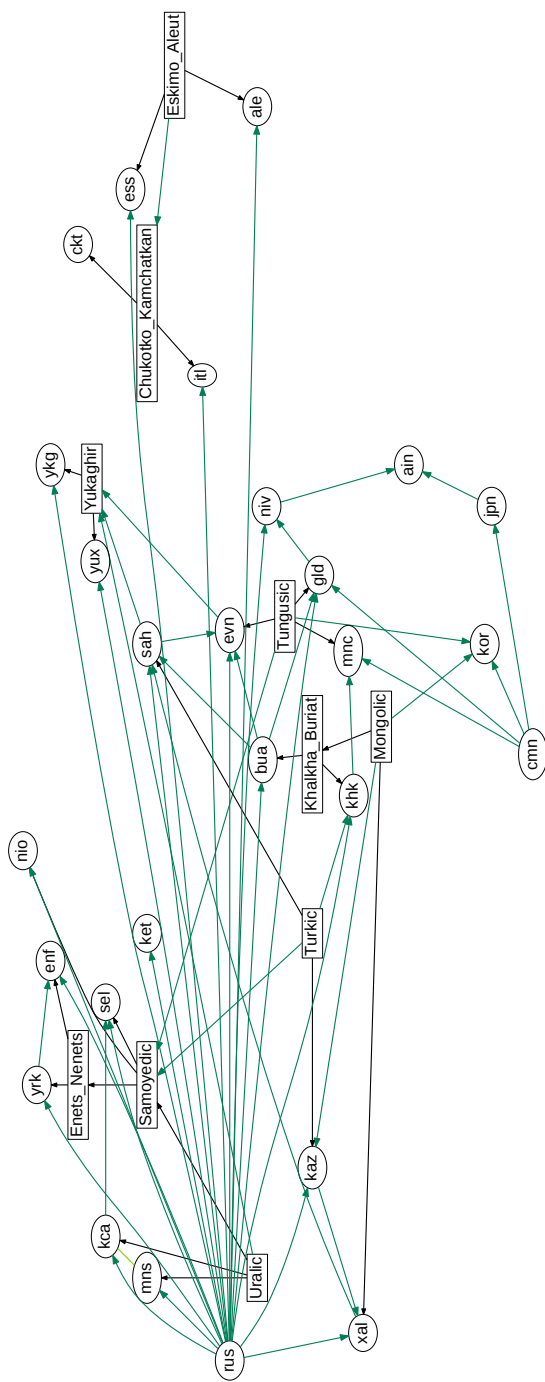 Eskimo_Aleut
ale
ess
ckt
Chukotko_Kamchatkan
itl
ykg
Yukaghir
yux
niv
ain
jpn
gld
sah
evn
Tungusic
mnc
kor
bua
Khalkha_Buriat
Mongolic
khk
cmn
nio
enf
ket
Turkic
sel
yrk
Enets_Nenets
Samoyedic
kca
mns
Uralic
kaz
rus
xal